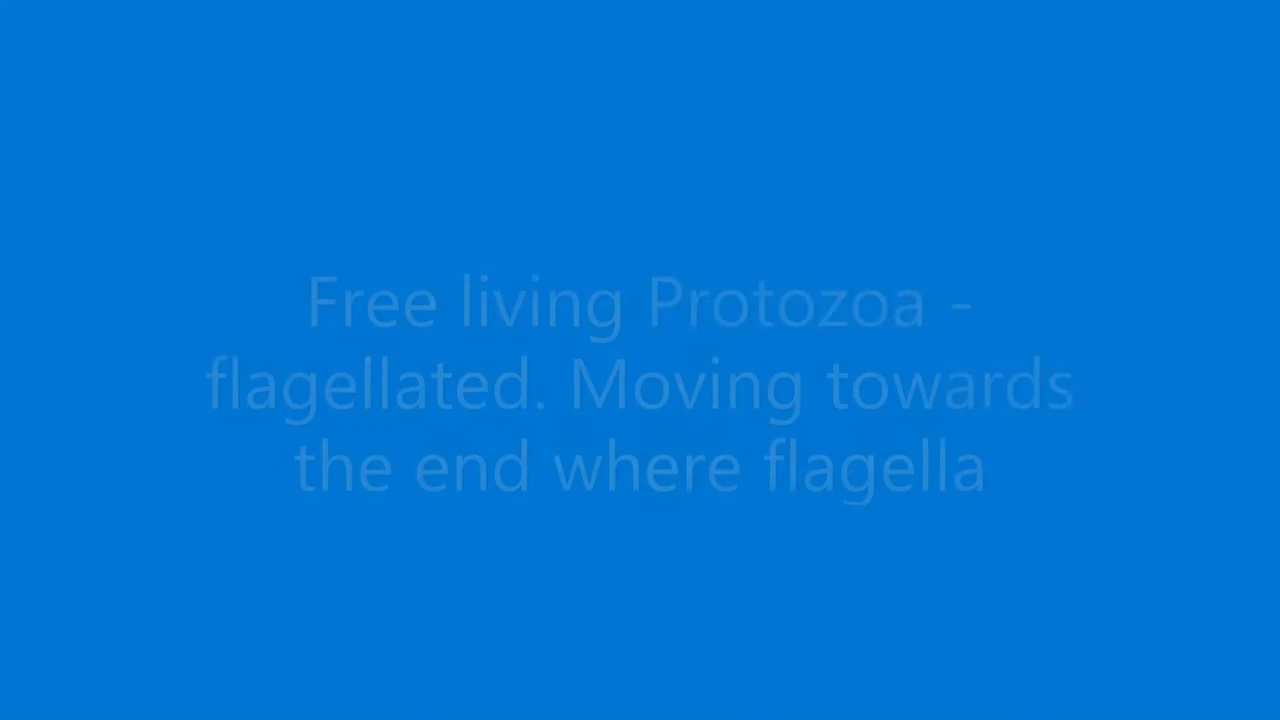 Free living Protozoa -
flagellated. Moving towards
the end where flagella